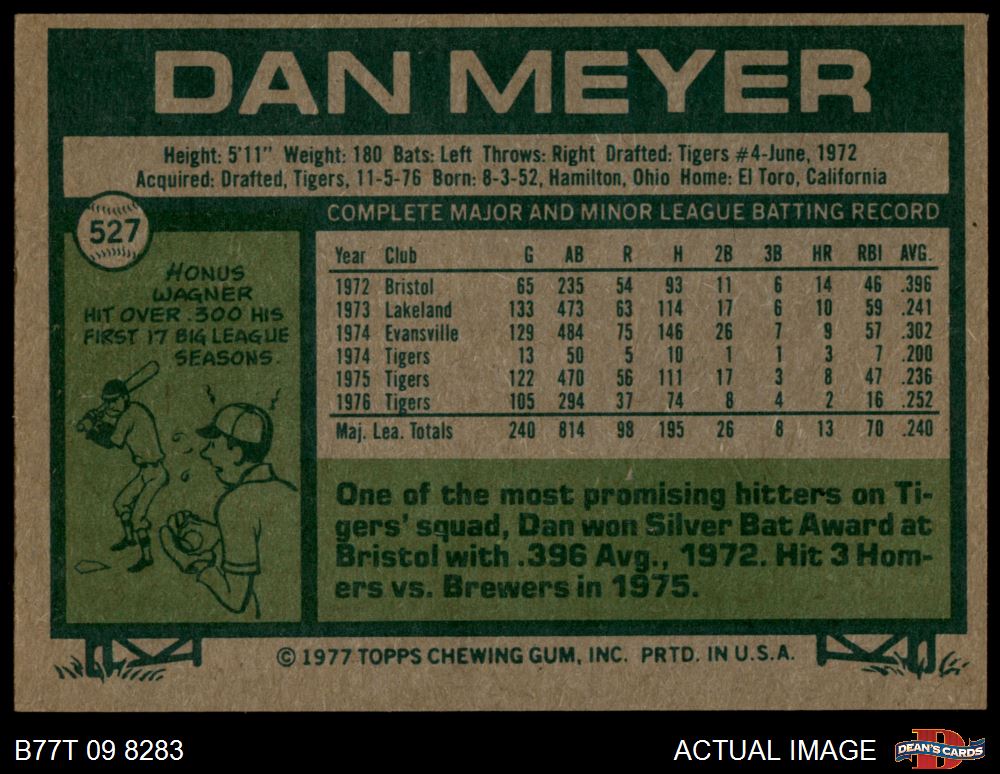 DAN MEYER
Height: 5'11" Weight: 180 Bats: Left Throws: Right Drafted: Tigers #4-June, 1972
Acquired: Drafted, Tigers, 11-5-76 Born: 8-3-52, Hamilton, Ohio Home: El Toro, California
527
HONUS
WAGNER
HIT OVER .300 HIS
FIRST 17 BIG LEAGUE
SEASONS.
COMPLETE MAJOR AND MINOR LEAGUE BATTING RECORD
Year Club G AB R H 2B 3B HR RBI AVG.
1972 Bristol 65 235 54 93 11 6 14 46 .396
1973 Lakeland 133 473 63 114 17 6 10 59 .241
1974 Evansville 129 484 75 146 26 7 9 57 .302
1974 Tigers 13 50 5 10 1 1 3 7 .200
1975 Tigers 122 470 56 111 17 3 8 47 .236
1976 Tigers 105 294 37 74 8 4 2 16 .252
Maj. Lea. Totals 240 814 98 195 26 8 13 70 .240
One of the most promising hitters on Ti-
gers' squad, Dan won Silver Bat Award at
Bristol with .396 Avg., 1972. Hit 3 Hom-
ers vs. Brewers in 1975.
© 1977 TOPPS CHEWING GUM, INC. PRTD. IN U.S.A.
B77T 09 8283
ACTUAL IMAGE
D
DEAN'S CARDS